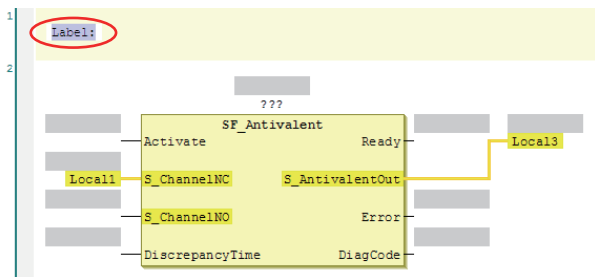 1
Label:
2
???
SF_Antivalent
Activate Ready
Local3
Local1 S_ChannelNC S_AntivalentOut
S_ChannelNO Error
DiscrepancyTime DiagCode